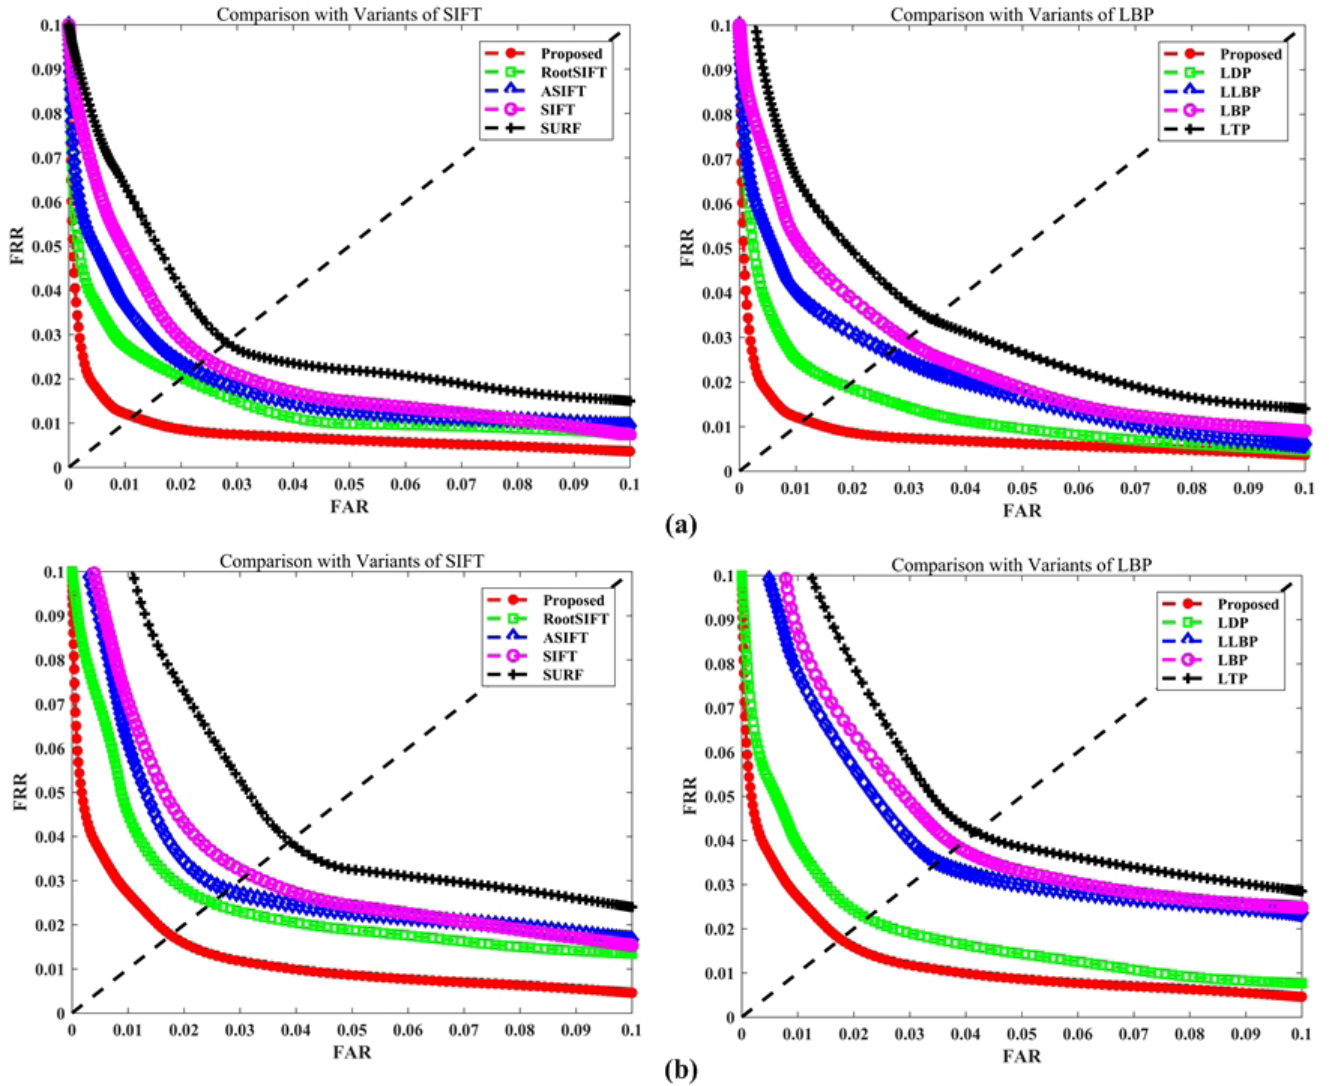 Comparison with Variants of SIFT
0.1
0.09
0.08
0.07
0.06
0.05
0.04
0.03
0.02
0.01
0
FRR
Proposed
RootSIFT
ASIFT
SIFT
SURF
0 0.01 0.02 0.03 0.04 0.05 0.06 0.07 0.08 0.09 0.1
FAR
Comparison with Variants of LBP
0.1
0.09
0.08
0.07
0.06
0.05
0.04
0.03
0.02
0.01
0
FRR
Proposed
LDP
LLBP
LBP
LTP
0 0.01 0.02 0.03 0.04 0.05 0.06 0.07 0.08 0.09 0.1
FAR
(a)
Comparison with Variants of SIFT
0.1
0.09
0.08
0.07
0.06
0.05
0.04
0.03
0.02
0.01
0
FRR
Proposed
RootSIFT
ASIFT
SIFT
SURF
0 0.01 0.02 0.03 0.04 0.05 0.06 0.07 0.08 0.09 0.1
FAR
Comparison with Variants of LBP
0.1
0.09
0.08
0.07
0.06
0.05
0.04
0.03
0.02
0.01
0
FRR
Proposed
LDP
LLBP
LBP
LTP
0 0.01 0.02 0.03 0.04 0.05 0.06 0.07 0.08 0.09 0.1
FAR
(b)